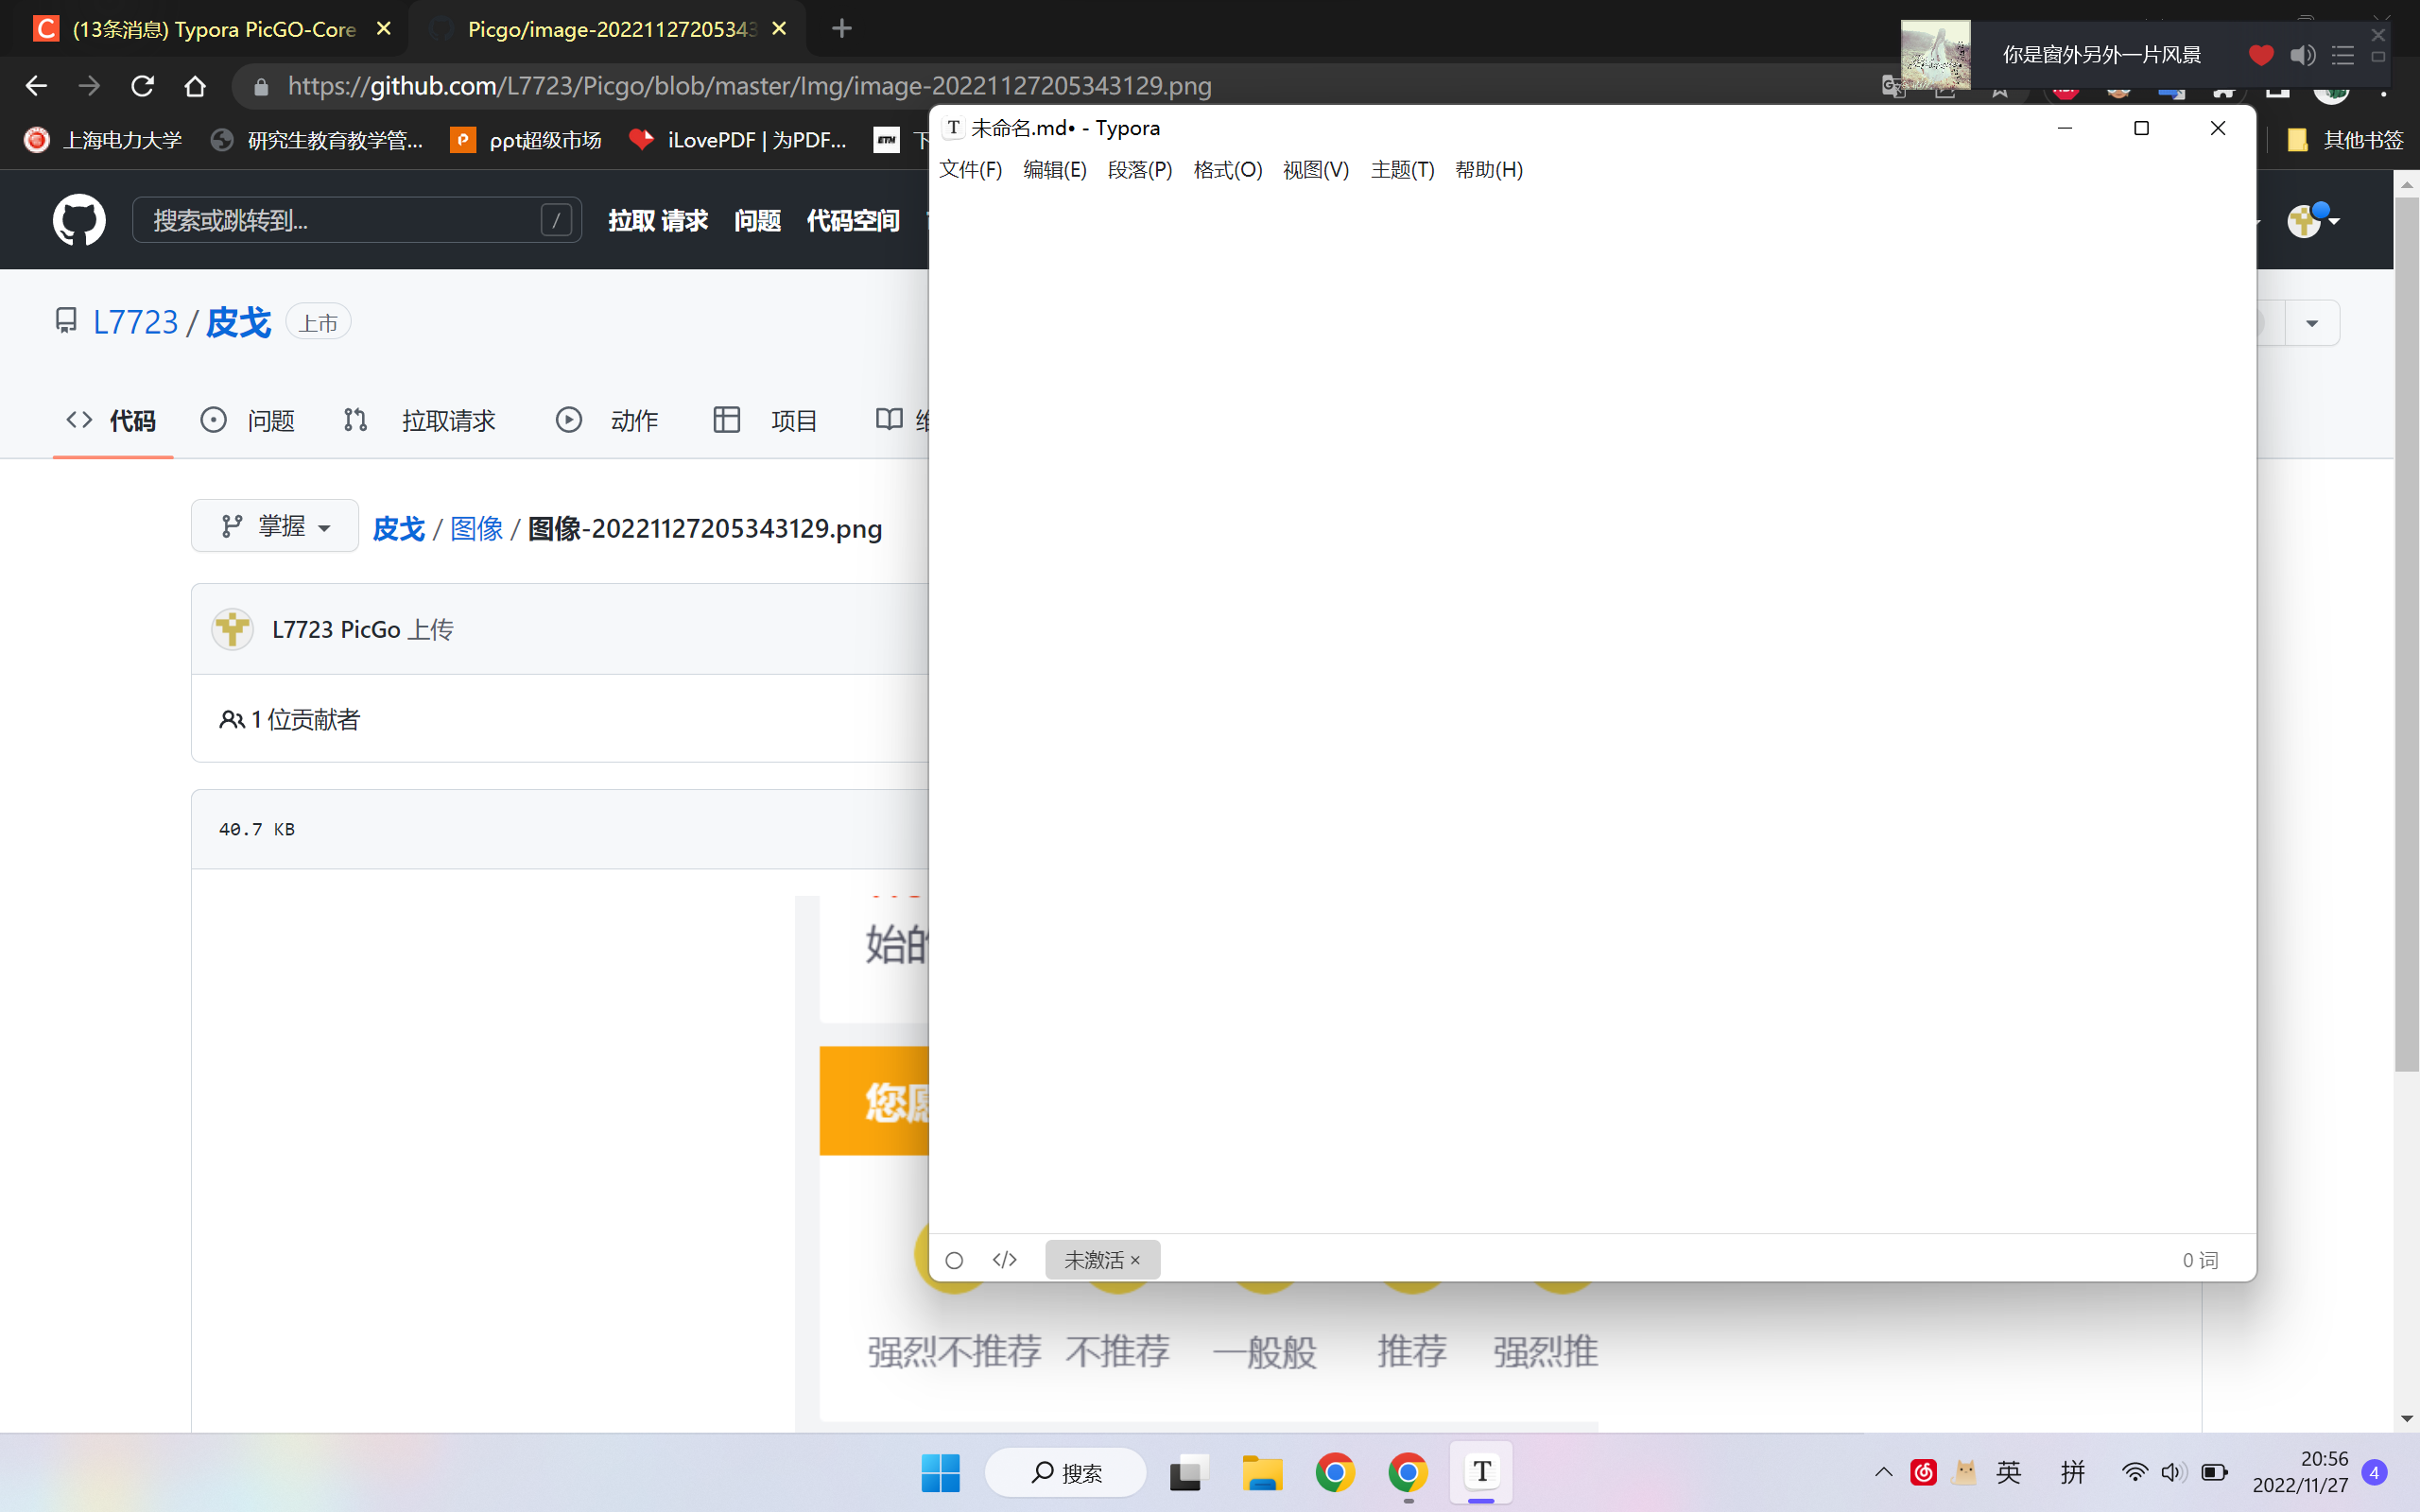 (13条消息) Typora PicGO-Core
Picgo/image-20221127205343
你是窗外另外一片风景
https://github.com/L7723/Picgo/blob/master/Img/image-20221127205343129.png
上海电力大学
研究生教育教学管...
ppt超级市场
iLovePDF | 为PDF...
下
其他书签
未命名.md• - Typora
文件(F) 编辑(E) 段落(P) 格式(O) 视图(V) 主题(T) 帮助(H)
搜索或跳转到...
/
拉取 请求 问题 代码空间
L7723 / 皮戈 上市
代码 问题 拉取请求 动作 项目
掌握
皮戈 / 图像 / 图像-20221127205343129.png
L7723 PicGo 上传
1 位贡献者
40.7 KB
始的
您愿
未激活 ×
0 词
强烈不推荐 不推荐 一般般 推荐 强烈推
搜索
英 拼
20:56
2022/11/27
4